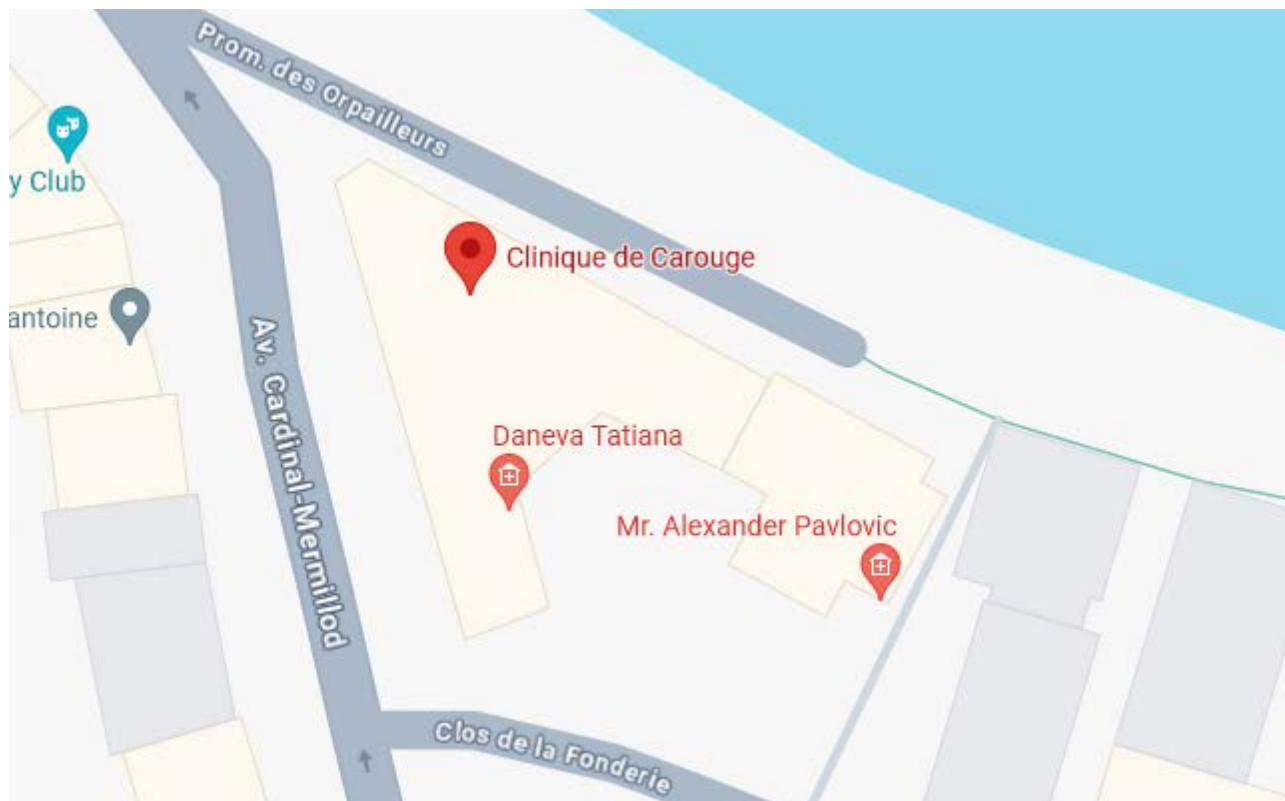 Prom. des Orpailleurs
y Club
Clinique de Carouge
antoine
Av. Cardinal-Mermillod
Daneva Tatiana
Mr. Alexander Pavlovic
Clos de la Fonderie